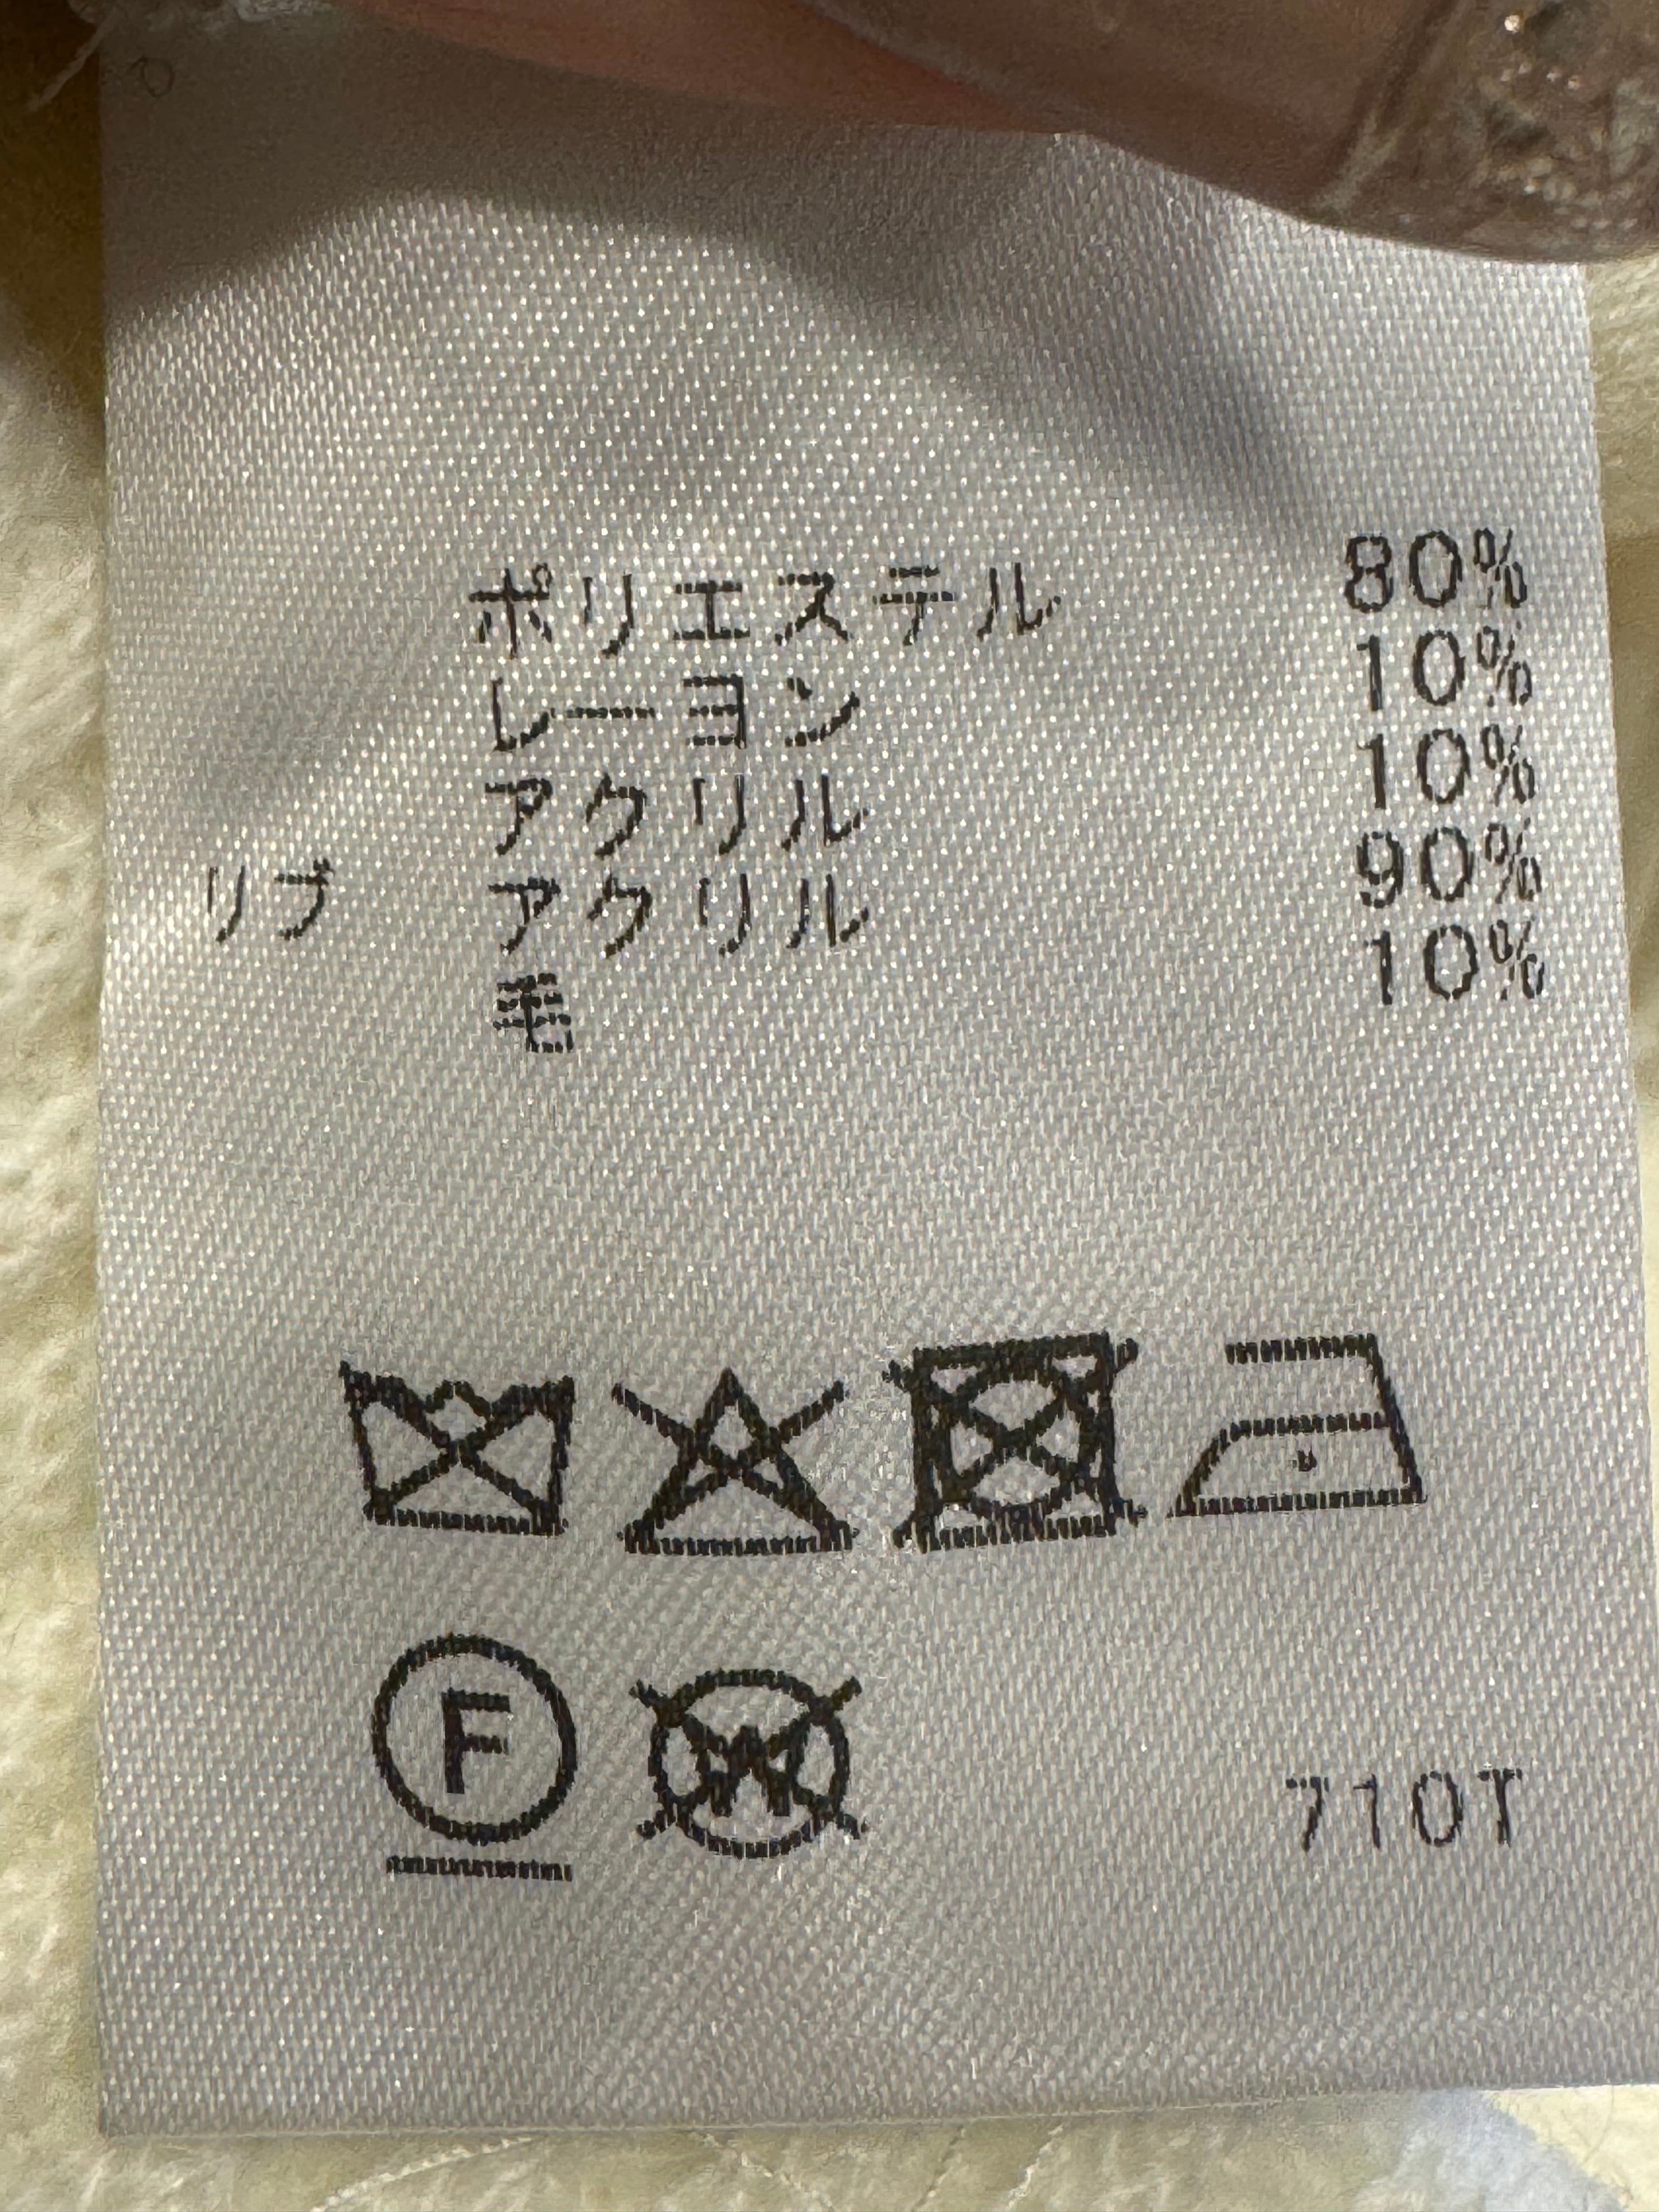 ポリエステル 80%
レーヨン 10%
アクリル 10%
リブ アクリル 90%
毛 10%
F
W
710T